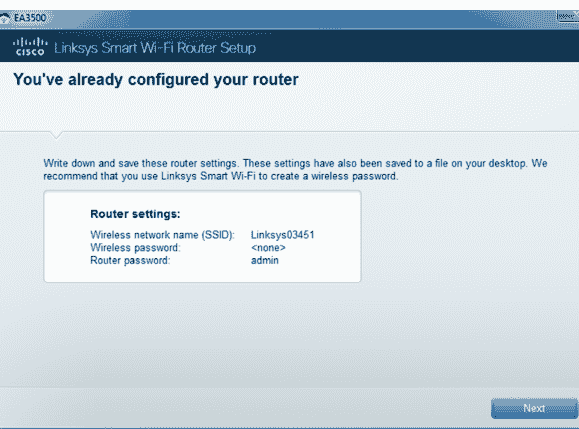 EA3500
CISCO Linksys Smart Wi-Fi Router Setup
You've already configured your router
Write down and save these router settings. These settings have also been saved to a file on your desktop. We
recommend that you use Linksys Smart Wi-Fi to create a wireless password.
Router settings:
Wireless network name (SSID): Linksys03451
Wireless password: <none>
Router password: admin
Next